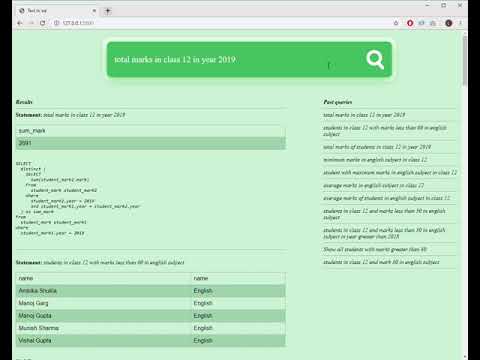 Text to sql
127.0.0.1
total marks in class 12 in year 2019
Results
Past queries
Statement: total marks in class 12 in year 2019
total marks in class 12 in year 2019
sum_mark
students in class 12 with marks less than 60 in english subject
2691
total marks of students in class 12 in year 2019
minimum marks in english subject in class 12
SELECT
distinct (
SELECT
sum(student_mark2.mark)
from
student_mark student_mark2
where
student_mark2.year = 2019
and student_mark1.year = student_mark2.year
) as sum_mark
from
student_mark student_mark1
where
student_mark1.year = 2019
student with maximum marks in english subject in class 12
average marks in english subject in class 12
average marks of students in english subject in class 12
students in class 12 and marks less than 30 in english subject
students in class 12 and marks less than 30 in english subject in year greater than 2018
Show all students with marks greater than 30
students in class 12 and mark 30 in english subject
Statement: students in class 12 with marks less than 60 in english subject
name name
Ambika Shukla English
Manoj Garg English
Manoj Gupta English
Munish Sharma English
Vishal Gupta English